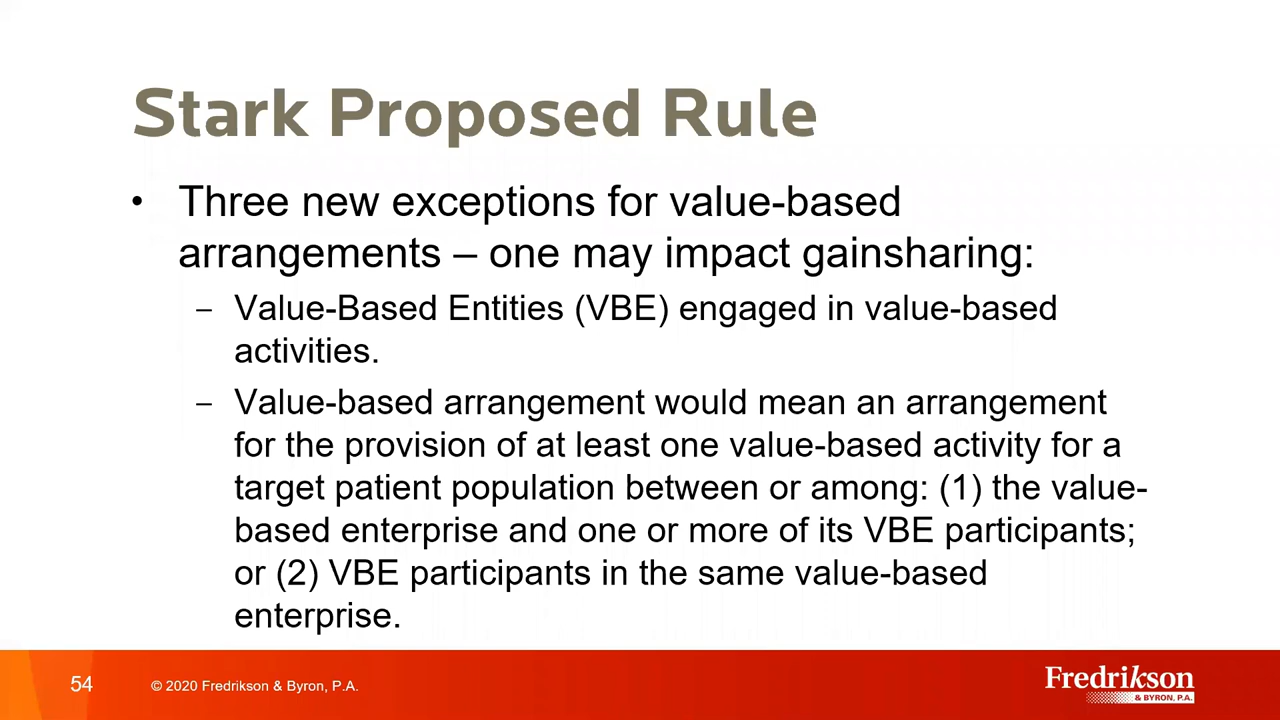 Stark Proposed Rule
• Three new exceptions for value-based
arrangements – one may impact gainsharing:
– Value-Based Entities (VBE) engaged in value-based
activities.
– Value-based arrangement would mean an arrangement
for the provision of at least one value-based activity for a
target patient population between or among: (1) the value-
based enterprise and one or more of its VBE participants;
or (2) VBE participants in the same value-based
enterprise.
54
© 2020 Fredrikson & Byron, P.A.
Fredrikson
& BYRON, P.A.